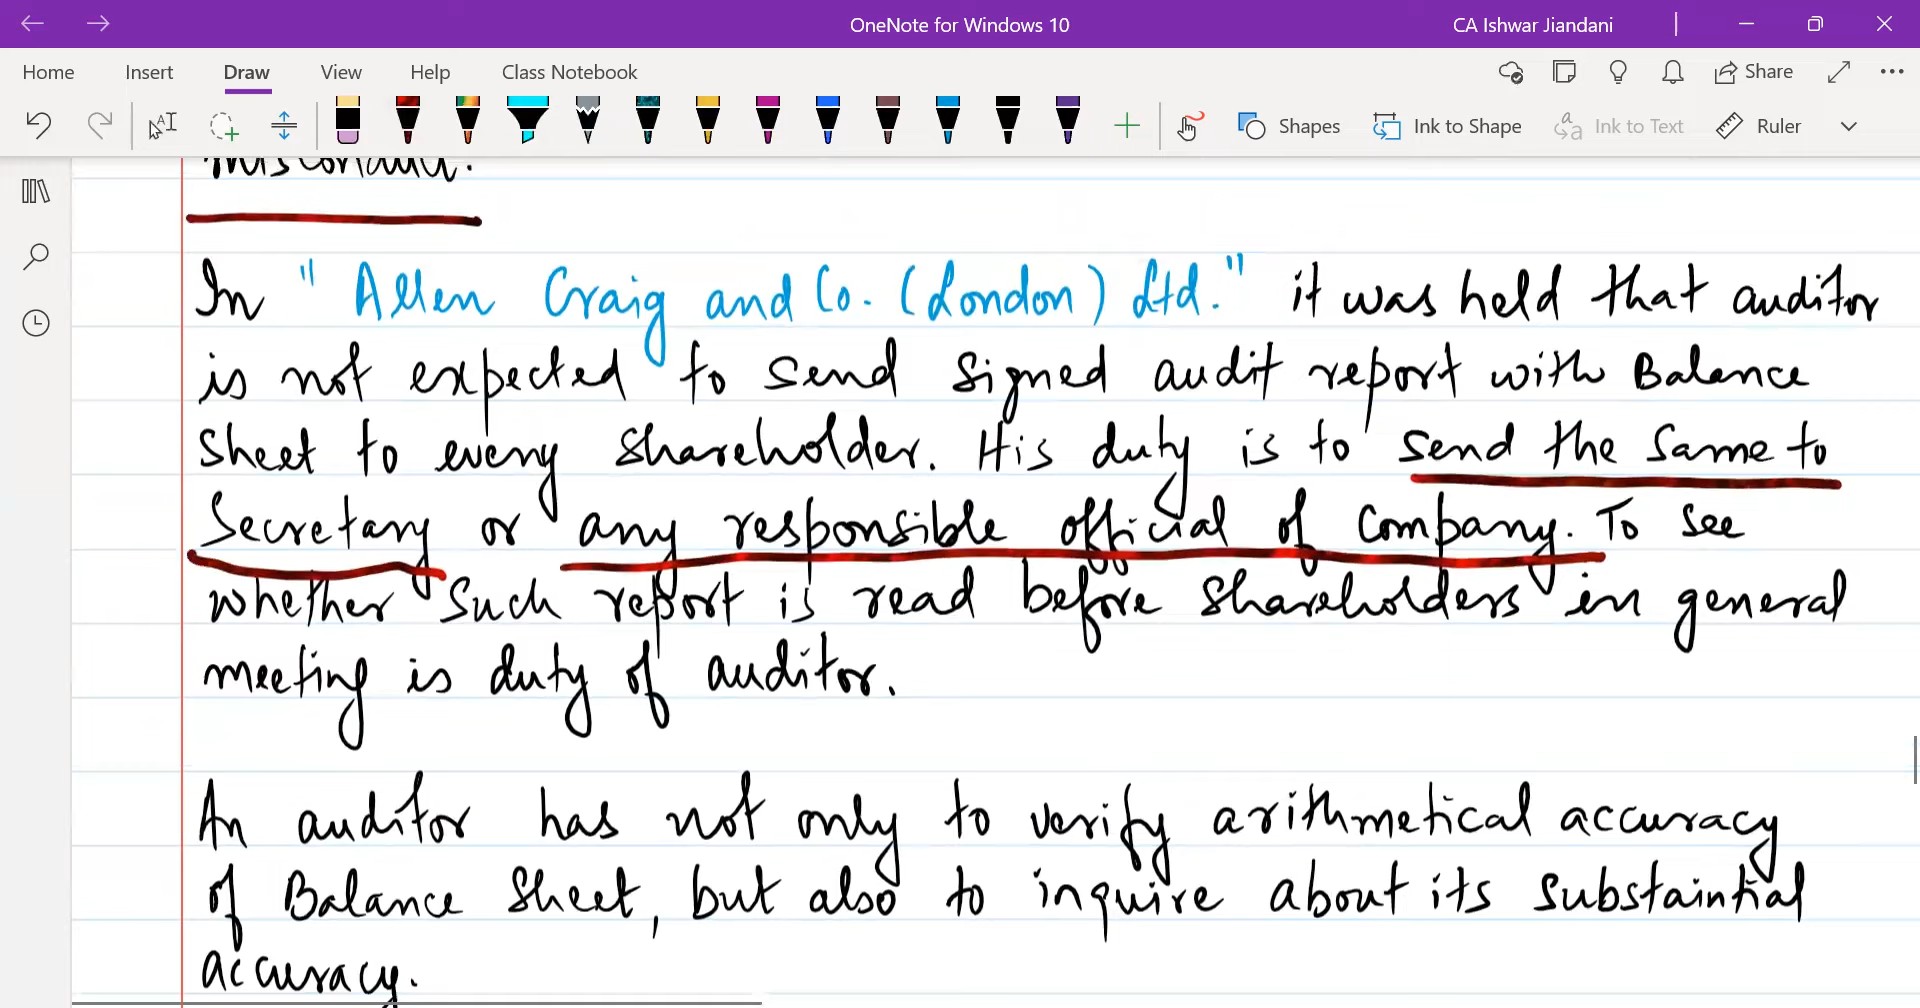 OneNote for Windows 10
CA Ishwar Jiandani
Home Insert Draw View Help Class Notebook
Share
Shapes Ink to Shape Ink to Text Ruler
misconduct.
In "Allen Craig and Co. (London) Ltd." it was held that auditor
is not expected to send signed audit report with Balance
Sheet to every shareholder. His duty is to send the same to
Secretary or any responsible official of Company. To see
whether such report is read before shareholders in general
meeting is duty of auditor.
An auditor has not only to verify arithmetical accuracy
of Balance Sheet, but also to inquire about its substaintial
accuracy.